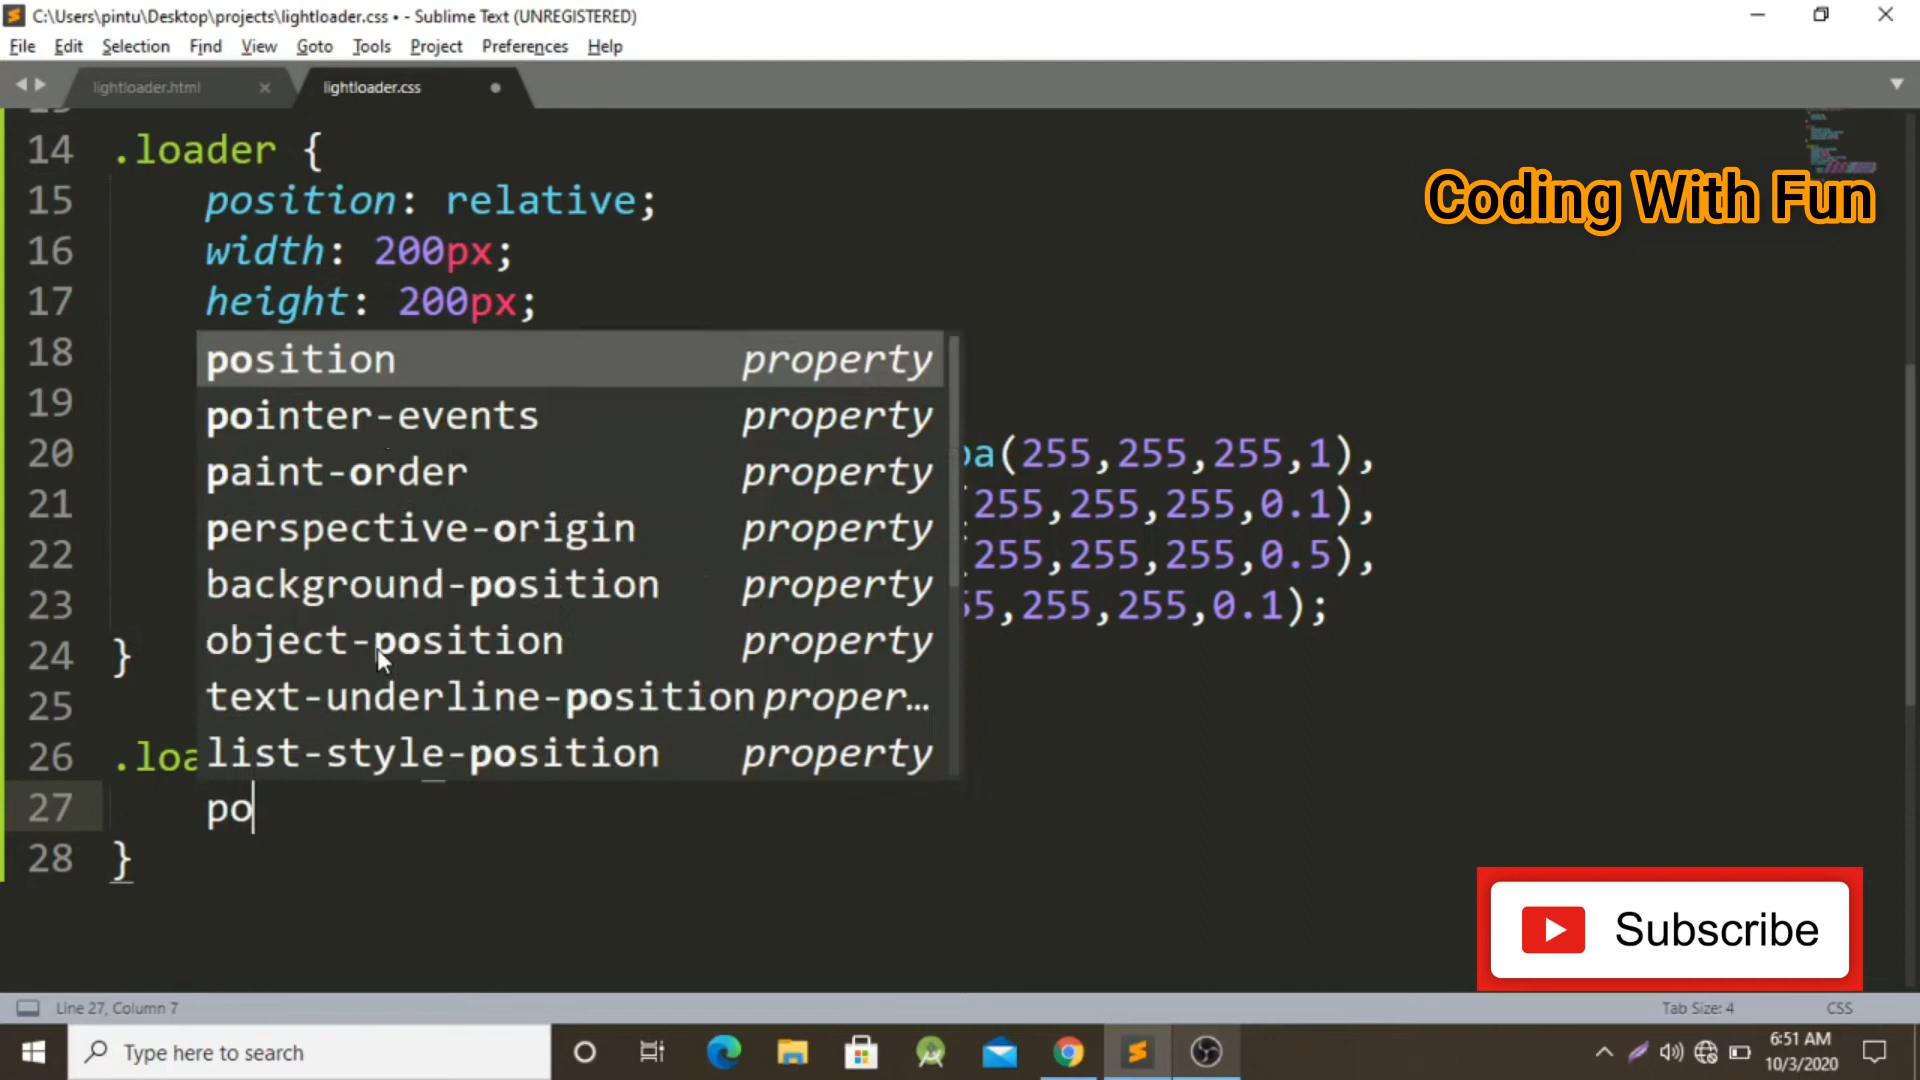 C:\Users\pintu\Desktop\projects\lightloader.css • - Sublime Text (UNREGISTERED)
File Edit Selection Find View Goto Tools Project Preferences Help
lightloader.html × lightloader.css
14 .loader {
Coding With Fun
15 position: relative;
16 width: 200px;
17 height: 200px;
18 position property
19 pointer-events property
20 paint-order property (255,255,255,1),
21 perspective-origin property 255,255,255,0.1),
22 background-position property 255,255,255,0.5),
23 object-position property 255,255,0.1);
24 }
25 text-underline-position proper…
26 .loa list-style-position property
27 po
28 }
Subscribe
Line 27, Column 7 Tab Size: 4 CSS
Type here to search
6:51 AM
10/3/2020